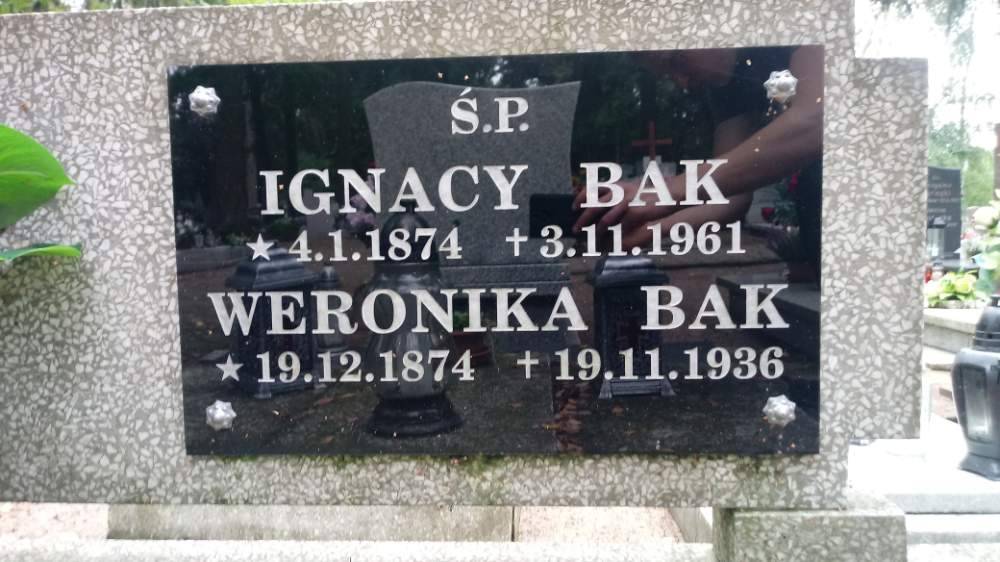 Ś.P.
IGNACY BAK
★ 4.1.1874 † 3.11.1961
WERONIKA BAK
★ 19.12.1874 † 19.11.1936